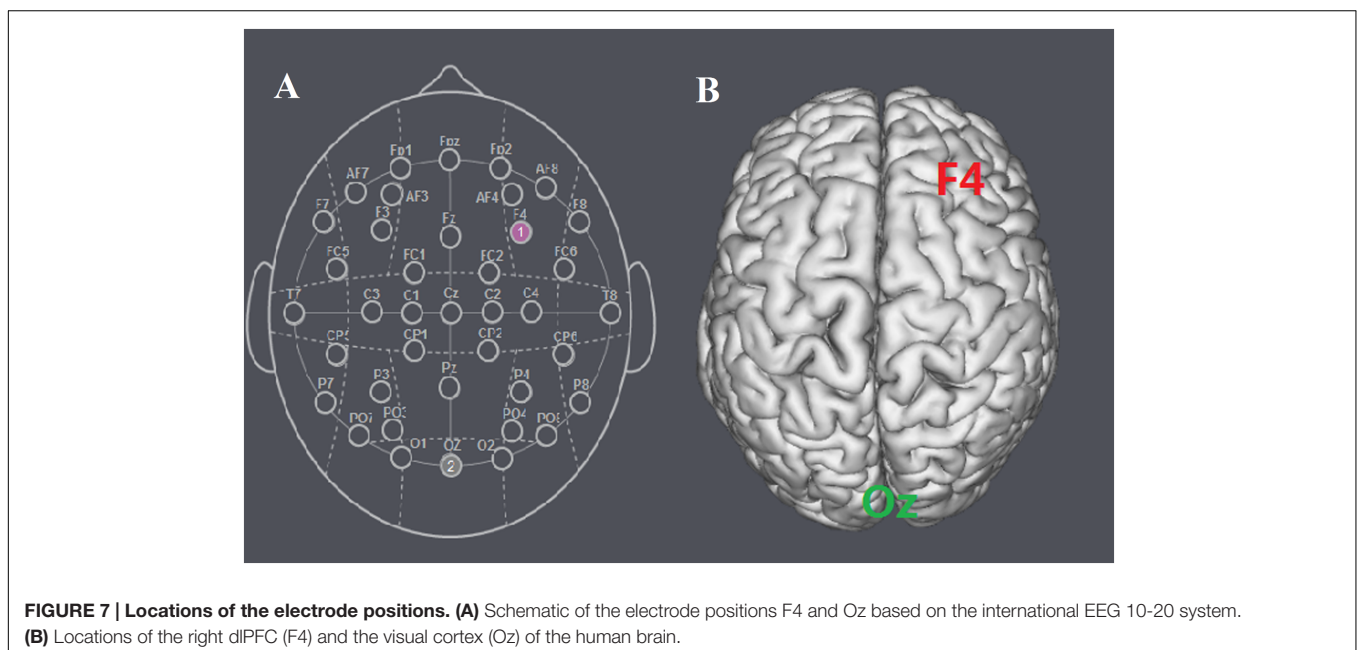 A
B
Fpz
Fp1
Fp2
AF7
AF8
AF3
AF4
F7
F3
Fz
F4
F8
1
FC5
FC1
FC2
FC6
T7
C3
C1
Cz
C2
C4
T8
CP1
CP2
CP6
P7
P3
Pz
P4
P8
PO3
PO4
O1
OZ
O2
2
F4
Oz
FIGURE 7 | Locations of the electrode positions. (A) Schematic of the electrode positions F4 and Oz based on the international EEG 10-20 system.
(B) Locations of the right dlPFC (F4) and the visual cortex (Oz) of the human brain.